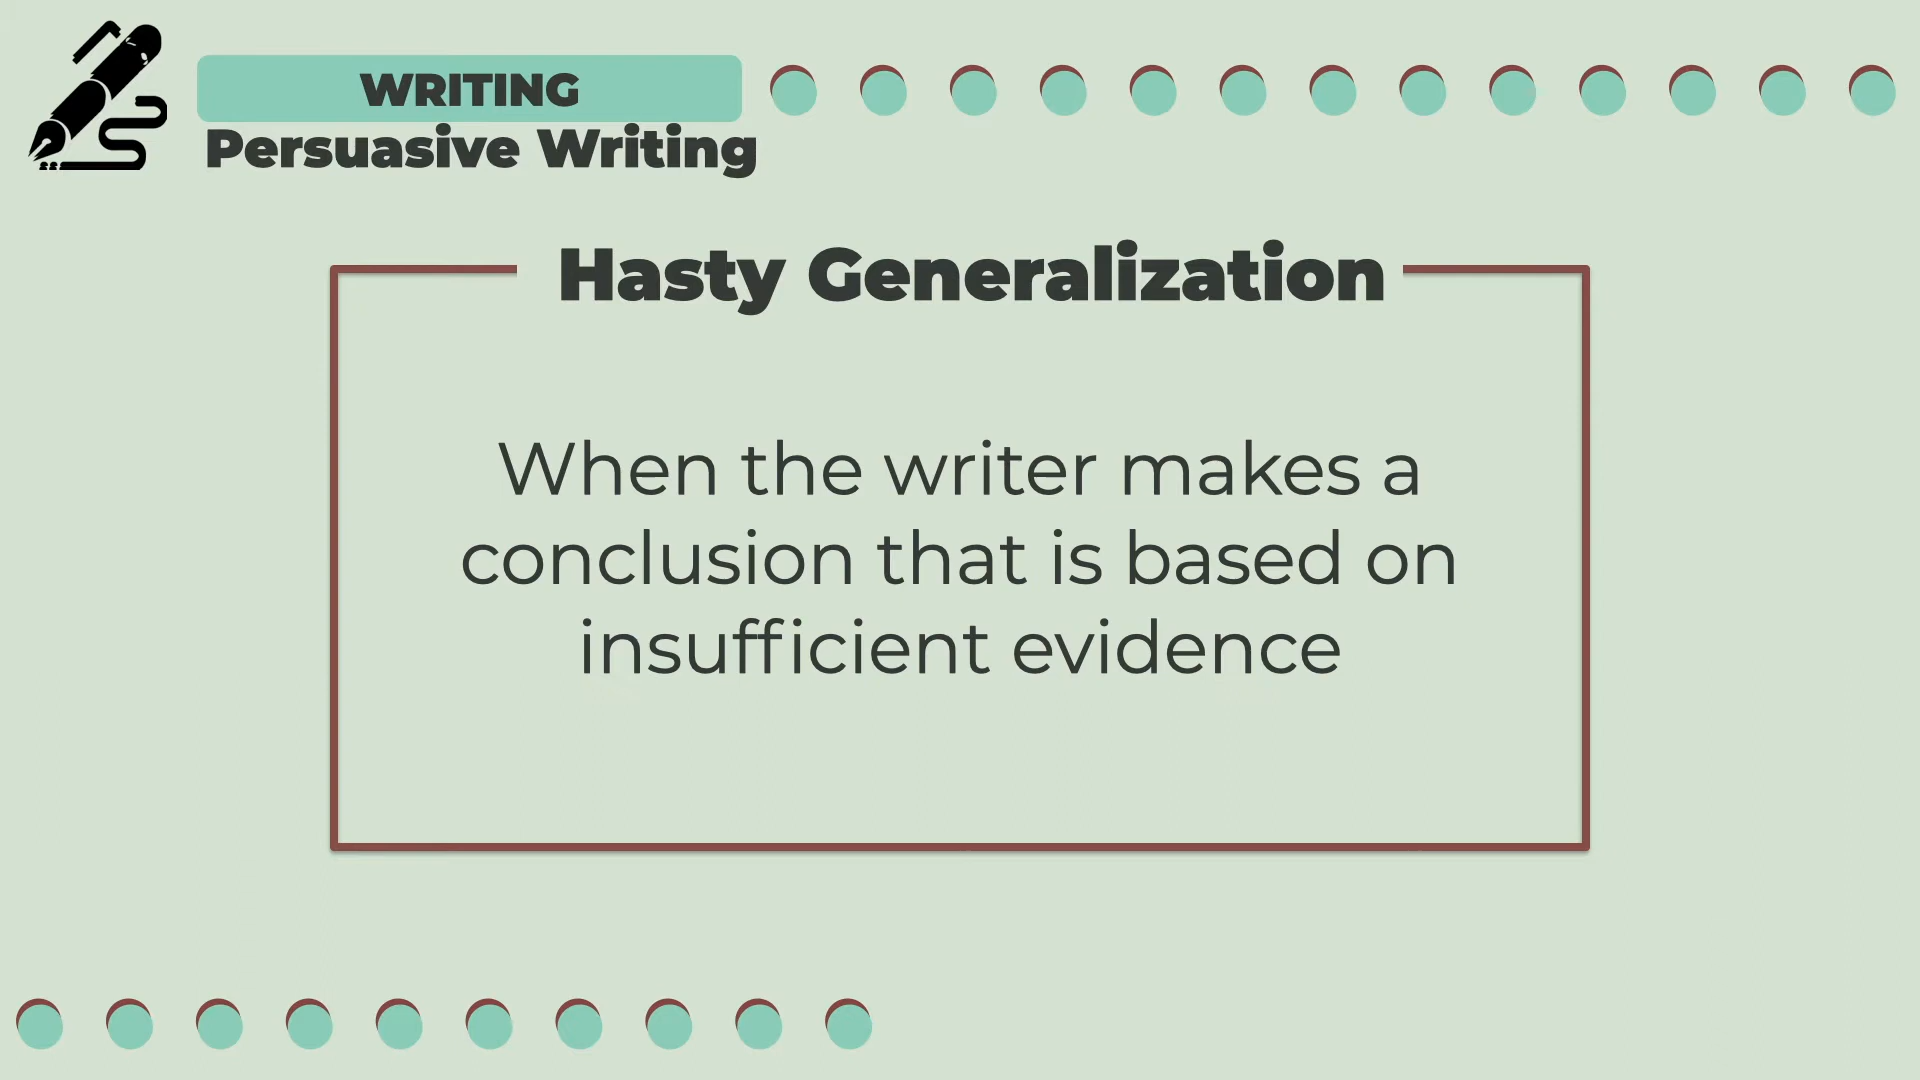 WRITING
Persuasive Writing
Hasty Generalization
When the writer makes a
conclusion that is based on
insufficient evidence